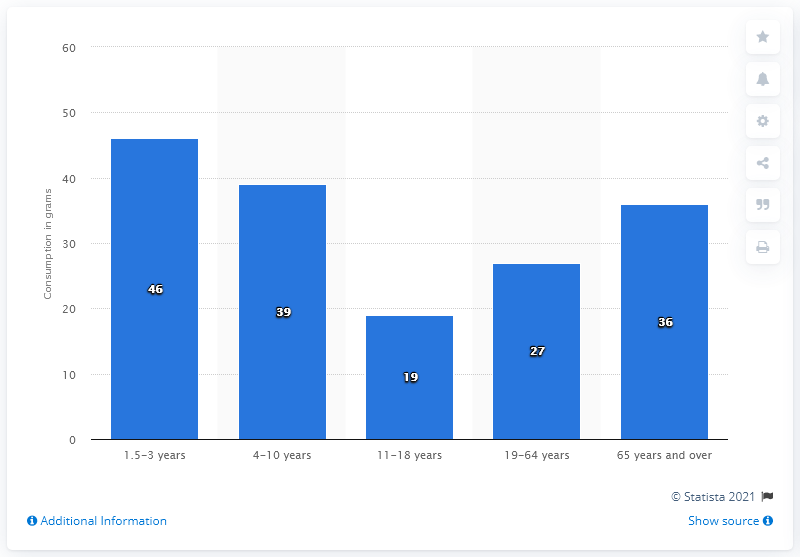 60
50
40
30
20
10
0
Consumption in grams
46
39
19
27
36
1.5–3 years
4–10 years
11–18 years
19–64 years
65 years and over
© Statista 2021
Additional Information
Show source